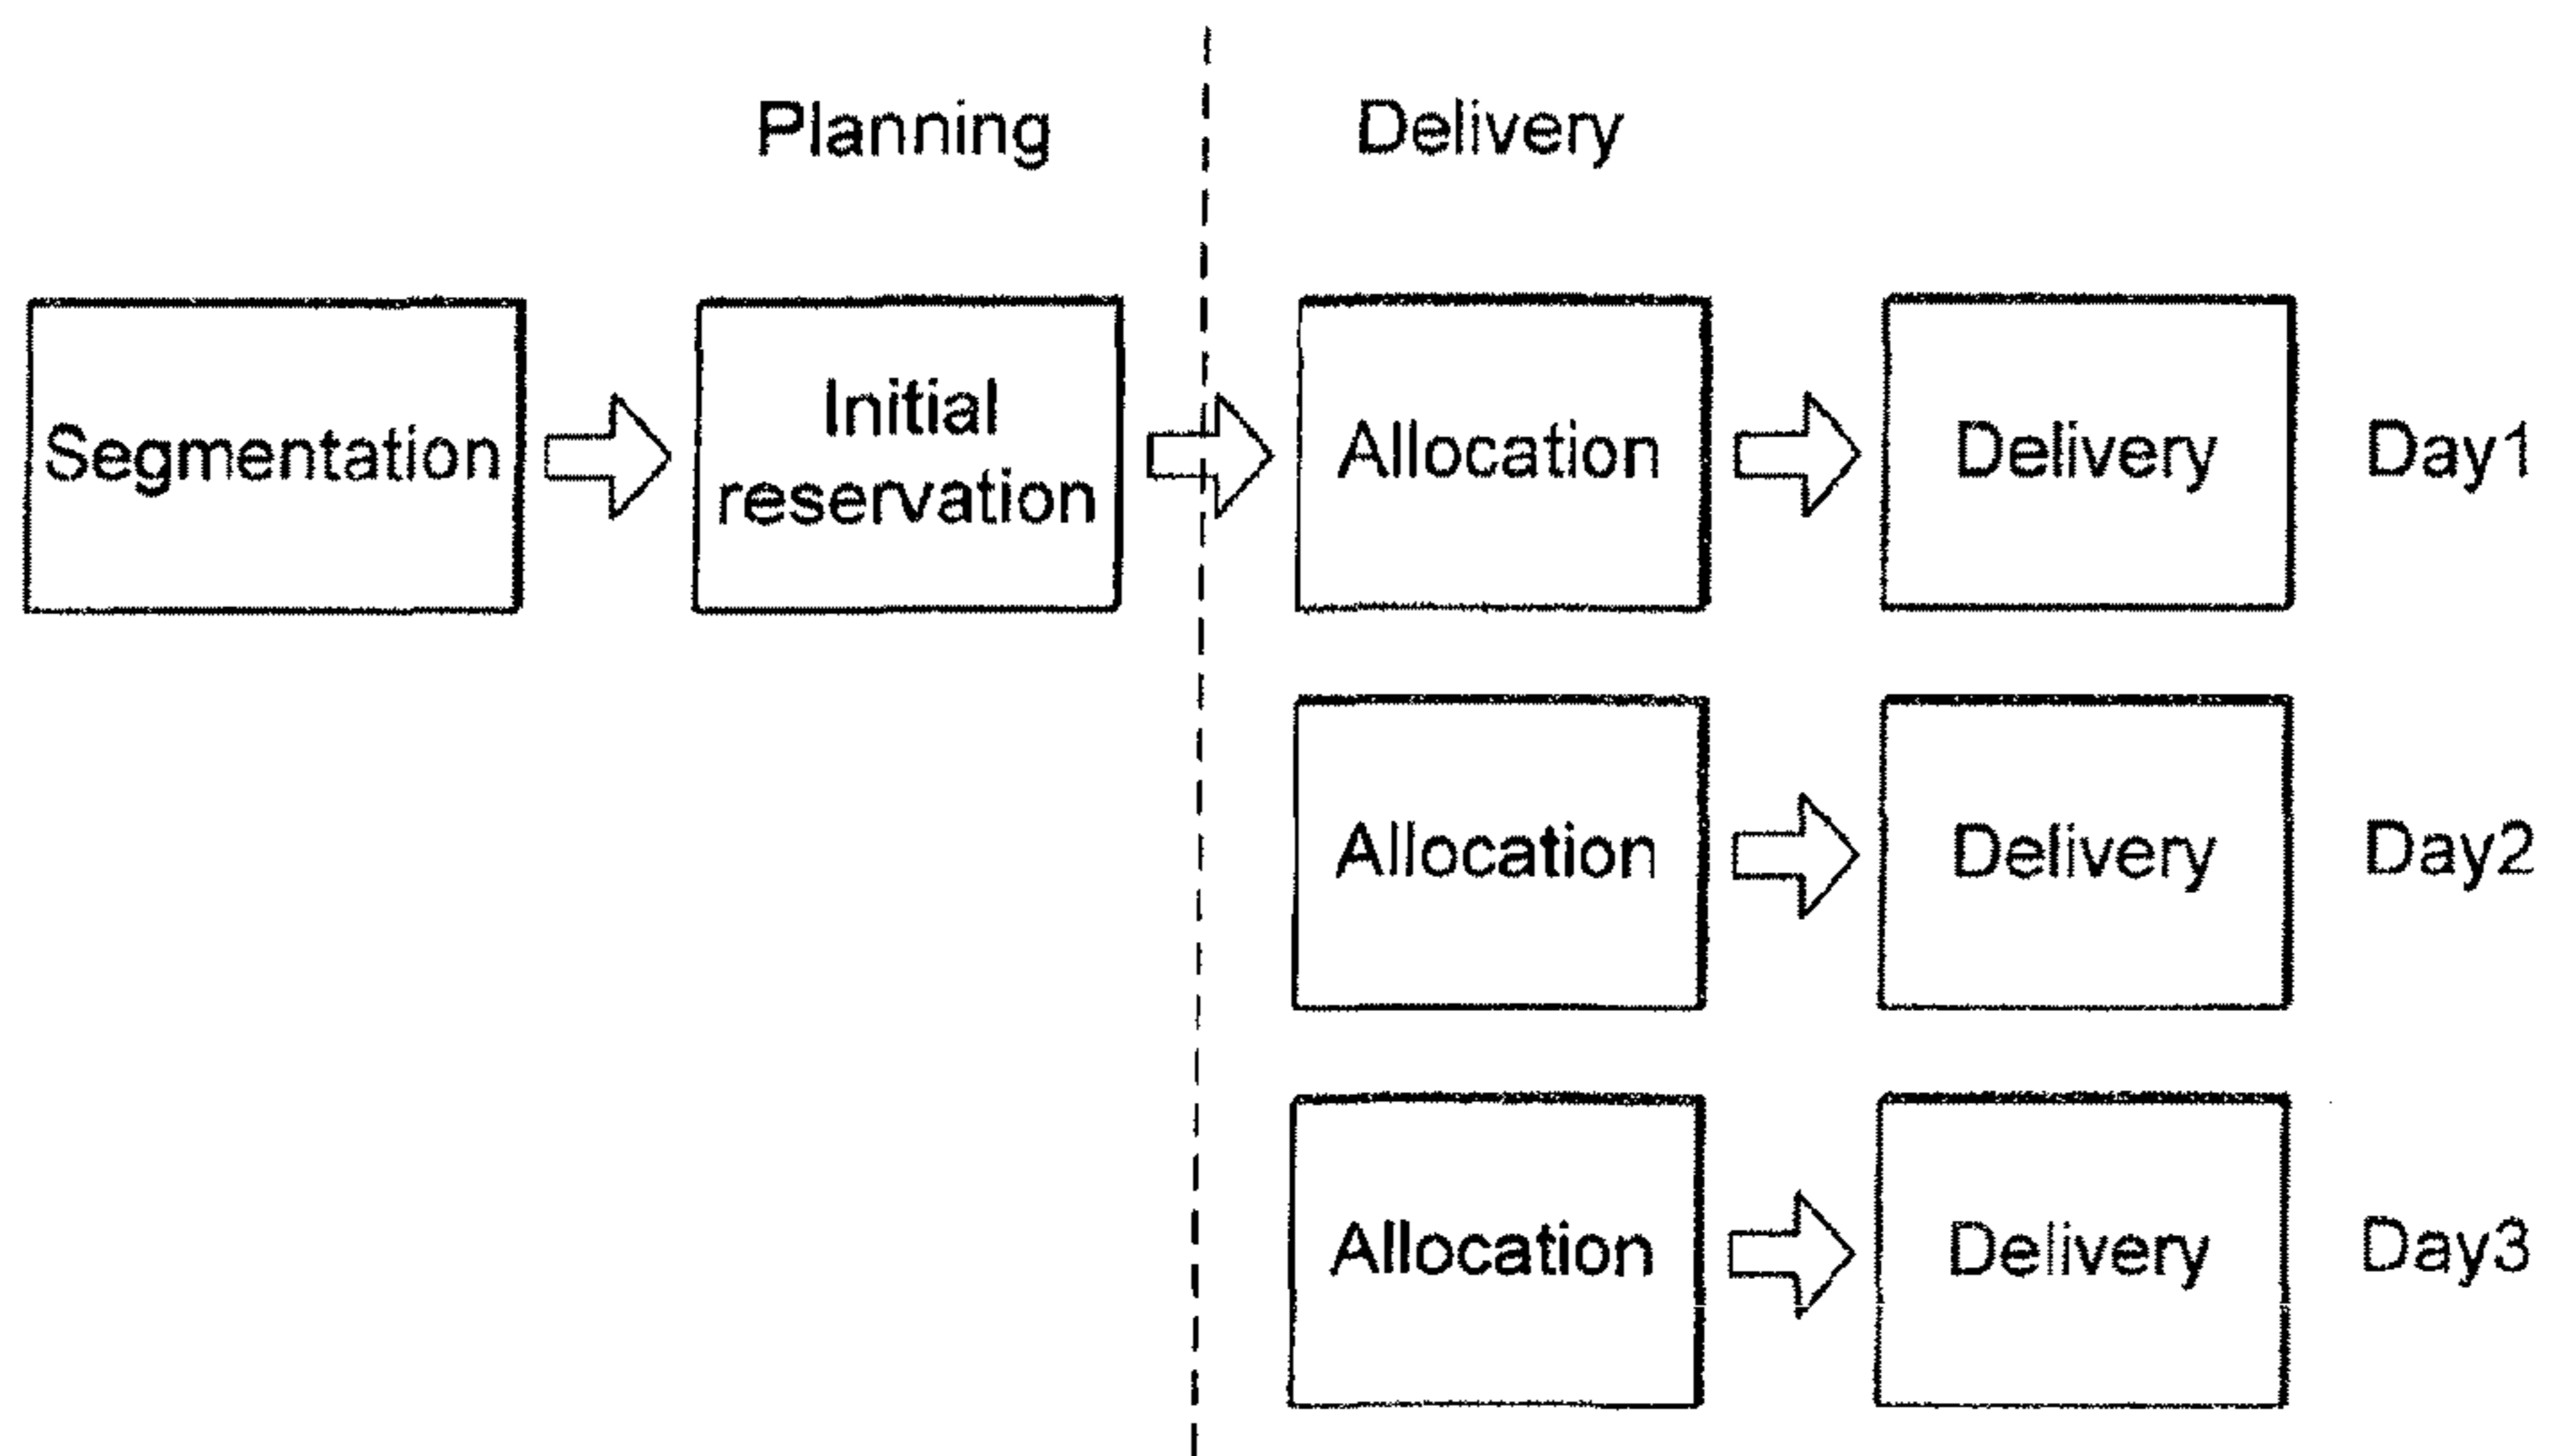 Planning
Delivery
Segmentation
Initial
reservation
Allocation
Delivery
Day1
Allocation
Delivery
Day2
Allocation
Delivery
Day3